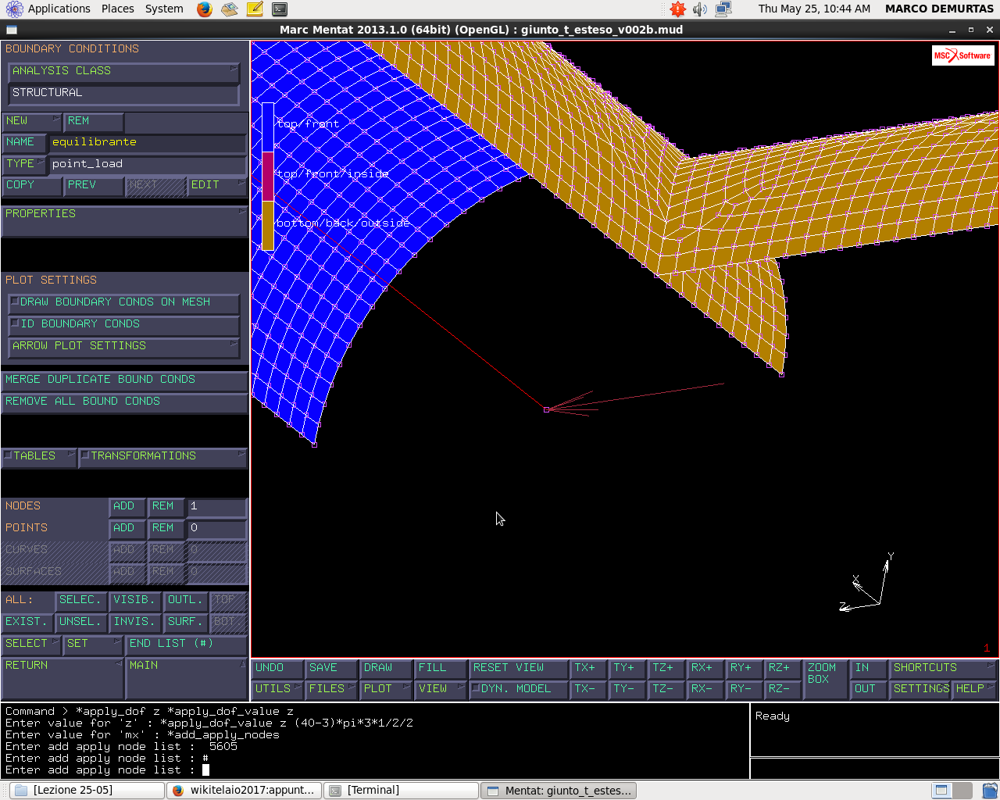 Applications Places System
Thu May 25, 10:44 AM MARCO DEMURTAS
Marc Mentat 2013.1.0 (64bit) (OpenGL) : giunto_t_esteso_v002b.mud
BOUNDARY CONDITIONS
ANALYSIS CLASS
STRUCTURAL
NEW REM
NAME equilibrante
TYPE point_load
COPY PREV NEXT EDIT
PROPERTIES
PLOT SETTINGS
DRAW BOUNDARY CONDS ON MESH
ID BOUNDARY CONDS
ARROW PLOT SETTINGS
MERGE DUPLICATE BOUND CONDS
REMOVE ALL BOUND CONDS
TABLES TRANSFORMATIONS
NODES ADD REM 1
POINTS ADD REM 0
CURVES ADD REM 0
SURFACES ADD REM 0
ALL: SELEC. VISIB. OUTL. TOP
EXIST. UNSEL. INVIS. SURF. BOT.
SELECT SET END LIST (#)
RETURN MAIN
top/front
top/front/inside
bottom/back/outside
MSC Software
Y
X
Z
1
UNDO SAVE DRAW FILL RESET VIEW TX+ TY+ TZ+ RX+ RY+ RZ+ ZOOM BOX IN SHORTCUTS
UTILS FILES PLOT VIEW DYN. MODEL TX- TY- TZ- RX- RY- RZ- OUT SETTINGS HELP
Command > *apply_dof z *apply_dof_value z
Enter value for 'z' : *apply_dof_value z (40-3)*pi*3*1/2/2
Enter value for 'mx' : *add_apply_nodes
Enter add apply node list :  5605
Enter add apply node list : #
Enter add apply node list :
Ready
[Lezione 25-05] wikitelaio2017:appunt... [Terminal] Mentat: giunto_t_estes...